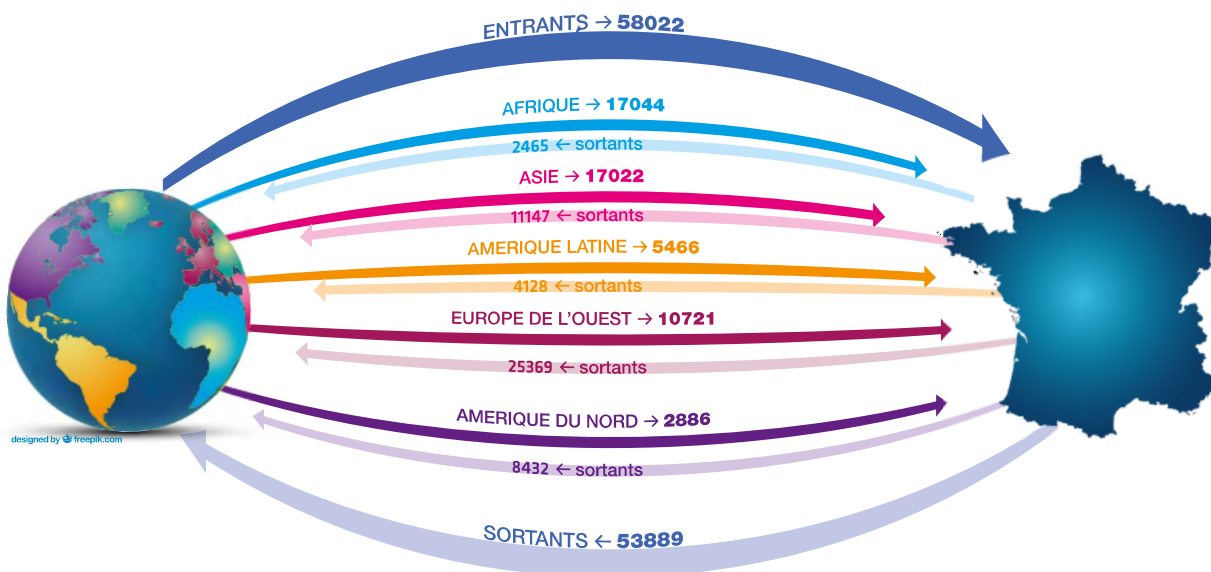 ENTRANTS → 58022
AFRIQUE → 17044
2465 ← sortants
ASIE → 17022
11147 ← sortants
AMERIQUE LATINE → 5466
4128 ← sortants
EUROPE DE L'OUEST → 10721
25369 ← sortants
AMERIQUE DU NORD → 2886
designed by freepik.com
8432 ← sortants
SORTANTS ← 53889